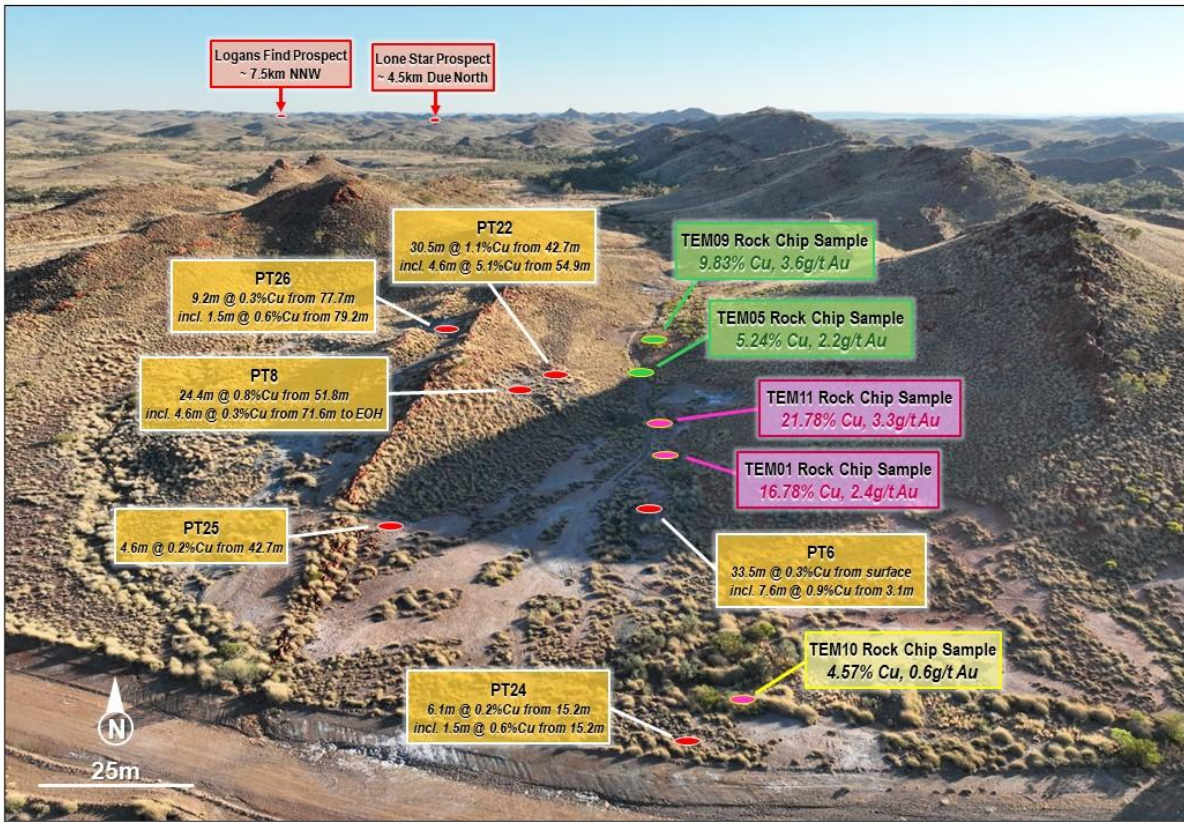 Logans Find Prospect
~ 7.5km NNW
Lone Star Prospect
~ 4.5km Due North
PT22
30.5m @ 1.1%Cu from 42.7m
incl. 4.6m @ 5.1%Cu from 54.9m
TEM09 Rock Chip Sample
9.83% Cu, 3.6g/t Au
PT26
9.2m @ 0.3%Cu from 77.7m
incl. 1.5m @ 0.6%Cu from 79.2m
TEM05 Rock Chip Sample
5.24% Cu, 2.2g/t Au
PT8
24.4m @ 0.8%Cu from 51.8m
incl. 4.6m @ 0.3%Cu from 71.6m to EOH
TEM11 Rock Chip Sample
21.78% Cu, 3.3g/t Au
TEM01 Rock Chip Sample
16.78% Cu, 2.4g/t Au
PT25
4.6m @ 0.2%Cu from 42.7m
PT6
33.5m @ 0.3%Cu from surface
incl. 7.6m @ 0.9%Cu from 3.1m
TEM10 Rock Chip Sample
4.57% Cu, 0.6g/t Au
PT24
6.1m @ 0.2%Cu from 15.2m
incl. 1.5m @ 0.6%Cu from 15.2m
N
25m